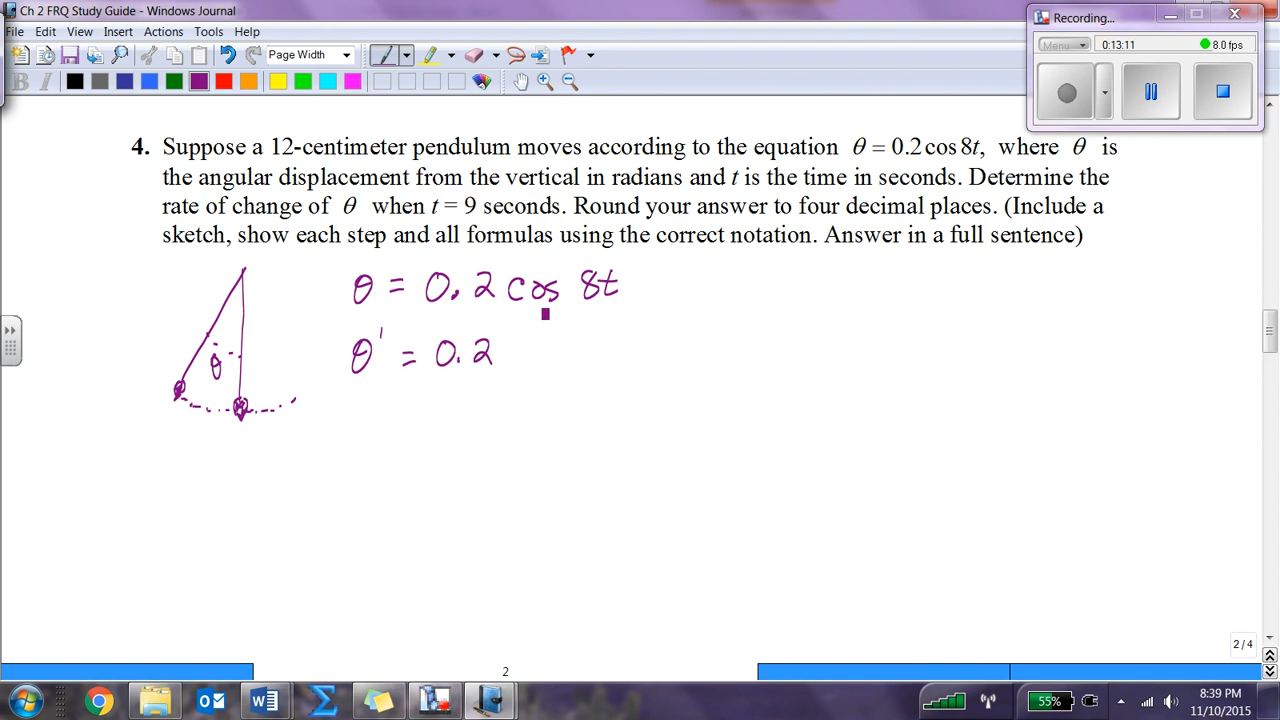 Ch 2 FRQ Study Guide - Windows Journal
File Edit View Insert Actions Tools Help
Page Width
B
Recording...
Menu
0:13:11
8.0 fps
4. Suppose a 12-centimeter pendulum moves according to the equation θ = 0.2 cos 8t, where θ is
the angular displacement from the vertical in radians and t is the time in seconds. Determine the
rate of change of θ when t = 9 seconds. Round your answer to four decimal places. (Include a
sketch, show each step and all formulas using the correct notation. Answer in a full sentence)
θ = 0.2 cos 8t
θ' = 0.2
θ
2 / 4
2
55%
8:39 PM
11/10/2015